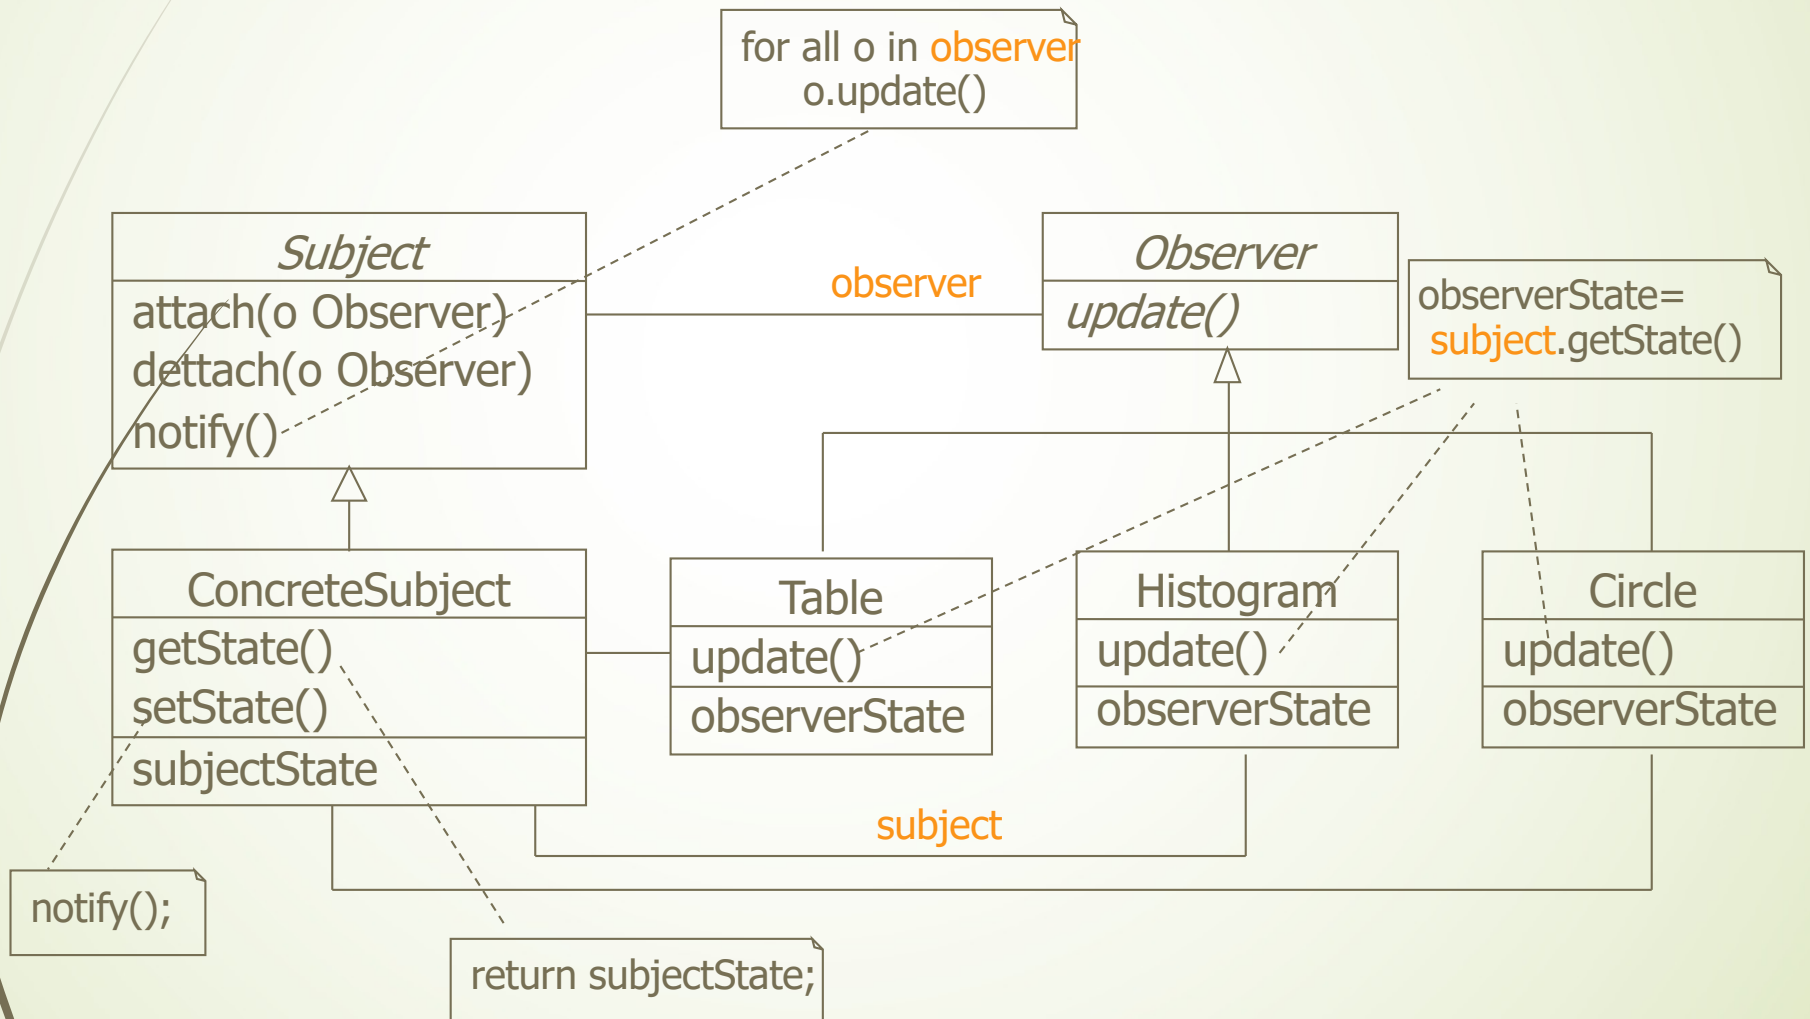 for all o in observer
o.update()
Subject
attach(o Observer)
dettach(o Observer)
notify()
observer
Observer
update()
observerState=
subject.getState()
ConcreteSubject
getState()
setState()
subjectState
Table
update()
observerState
Histogram
update()
observerState
Circle
update()
observerState
subject
notify();
return subjectState;